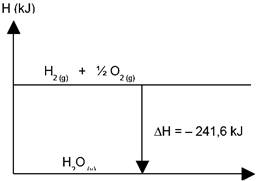 H (kJ)
H₂ (g) + ½ O₂ (g)
ΔH = – 241,6 kJ
H₂O